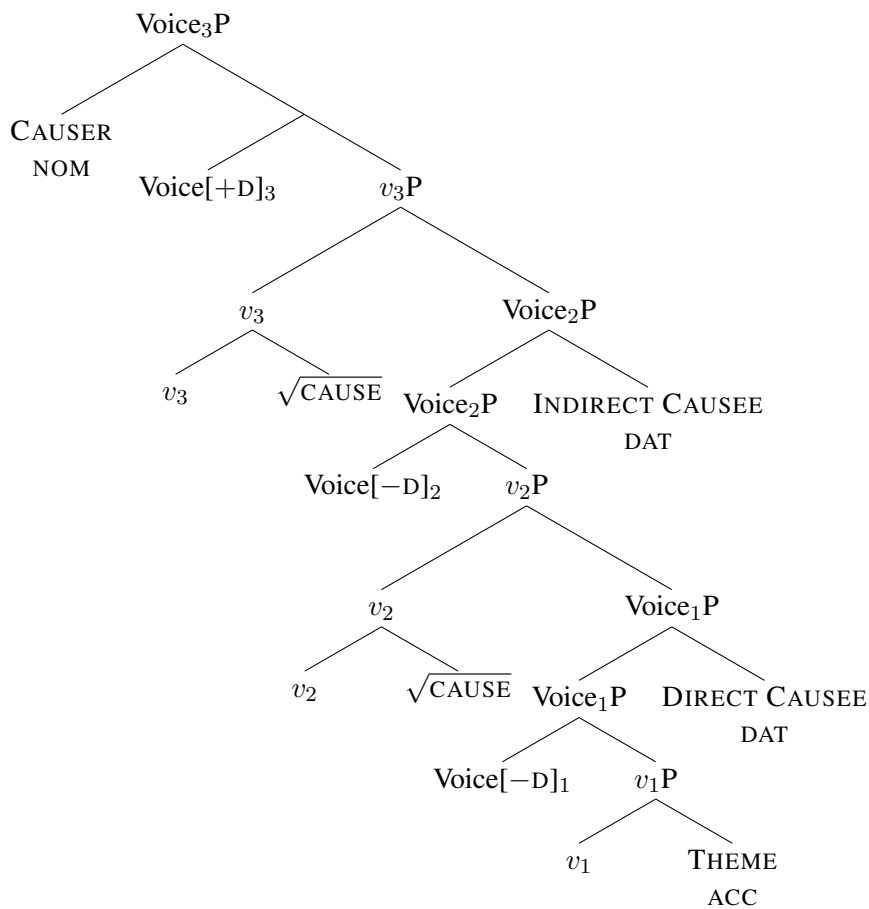 Voice₃P
CAUSER
NOM
Voice[+D]₃ v₃P
v₃ Voice₂P
v₃ √CAUSE Voice₂P INDIRECT CAUSEE
DAT
Voice[−D]₂ v₂P
v₂ Voice₁P
v₂ √CAUSE Voice₁P DIRECT CAUSEE
DAT
Voice[−D]₁ v₁P
v₁ THEME
ACC